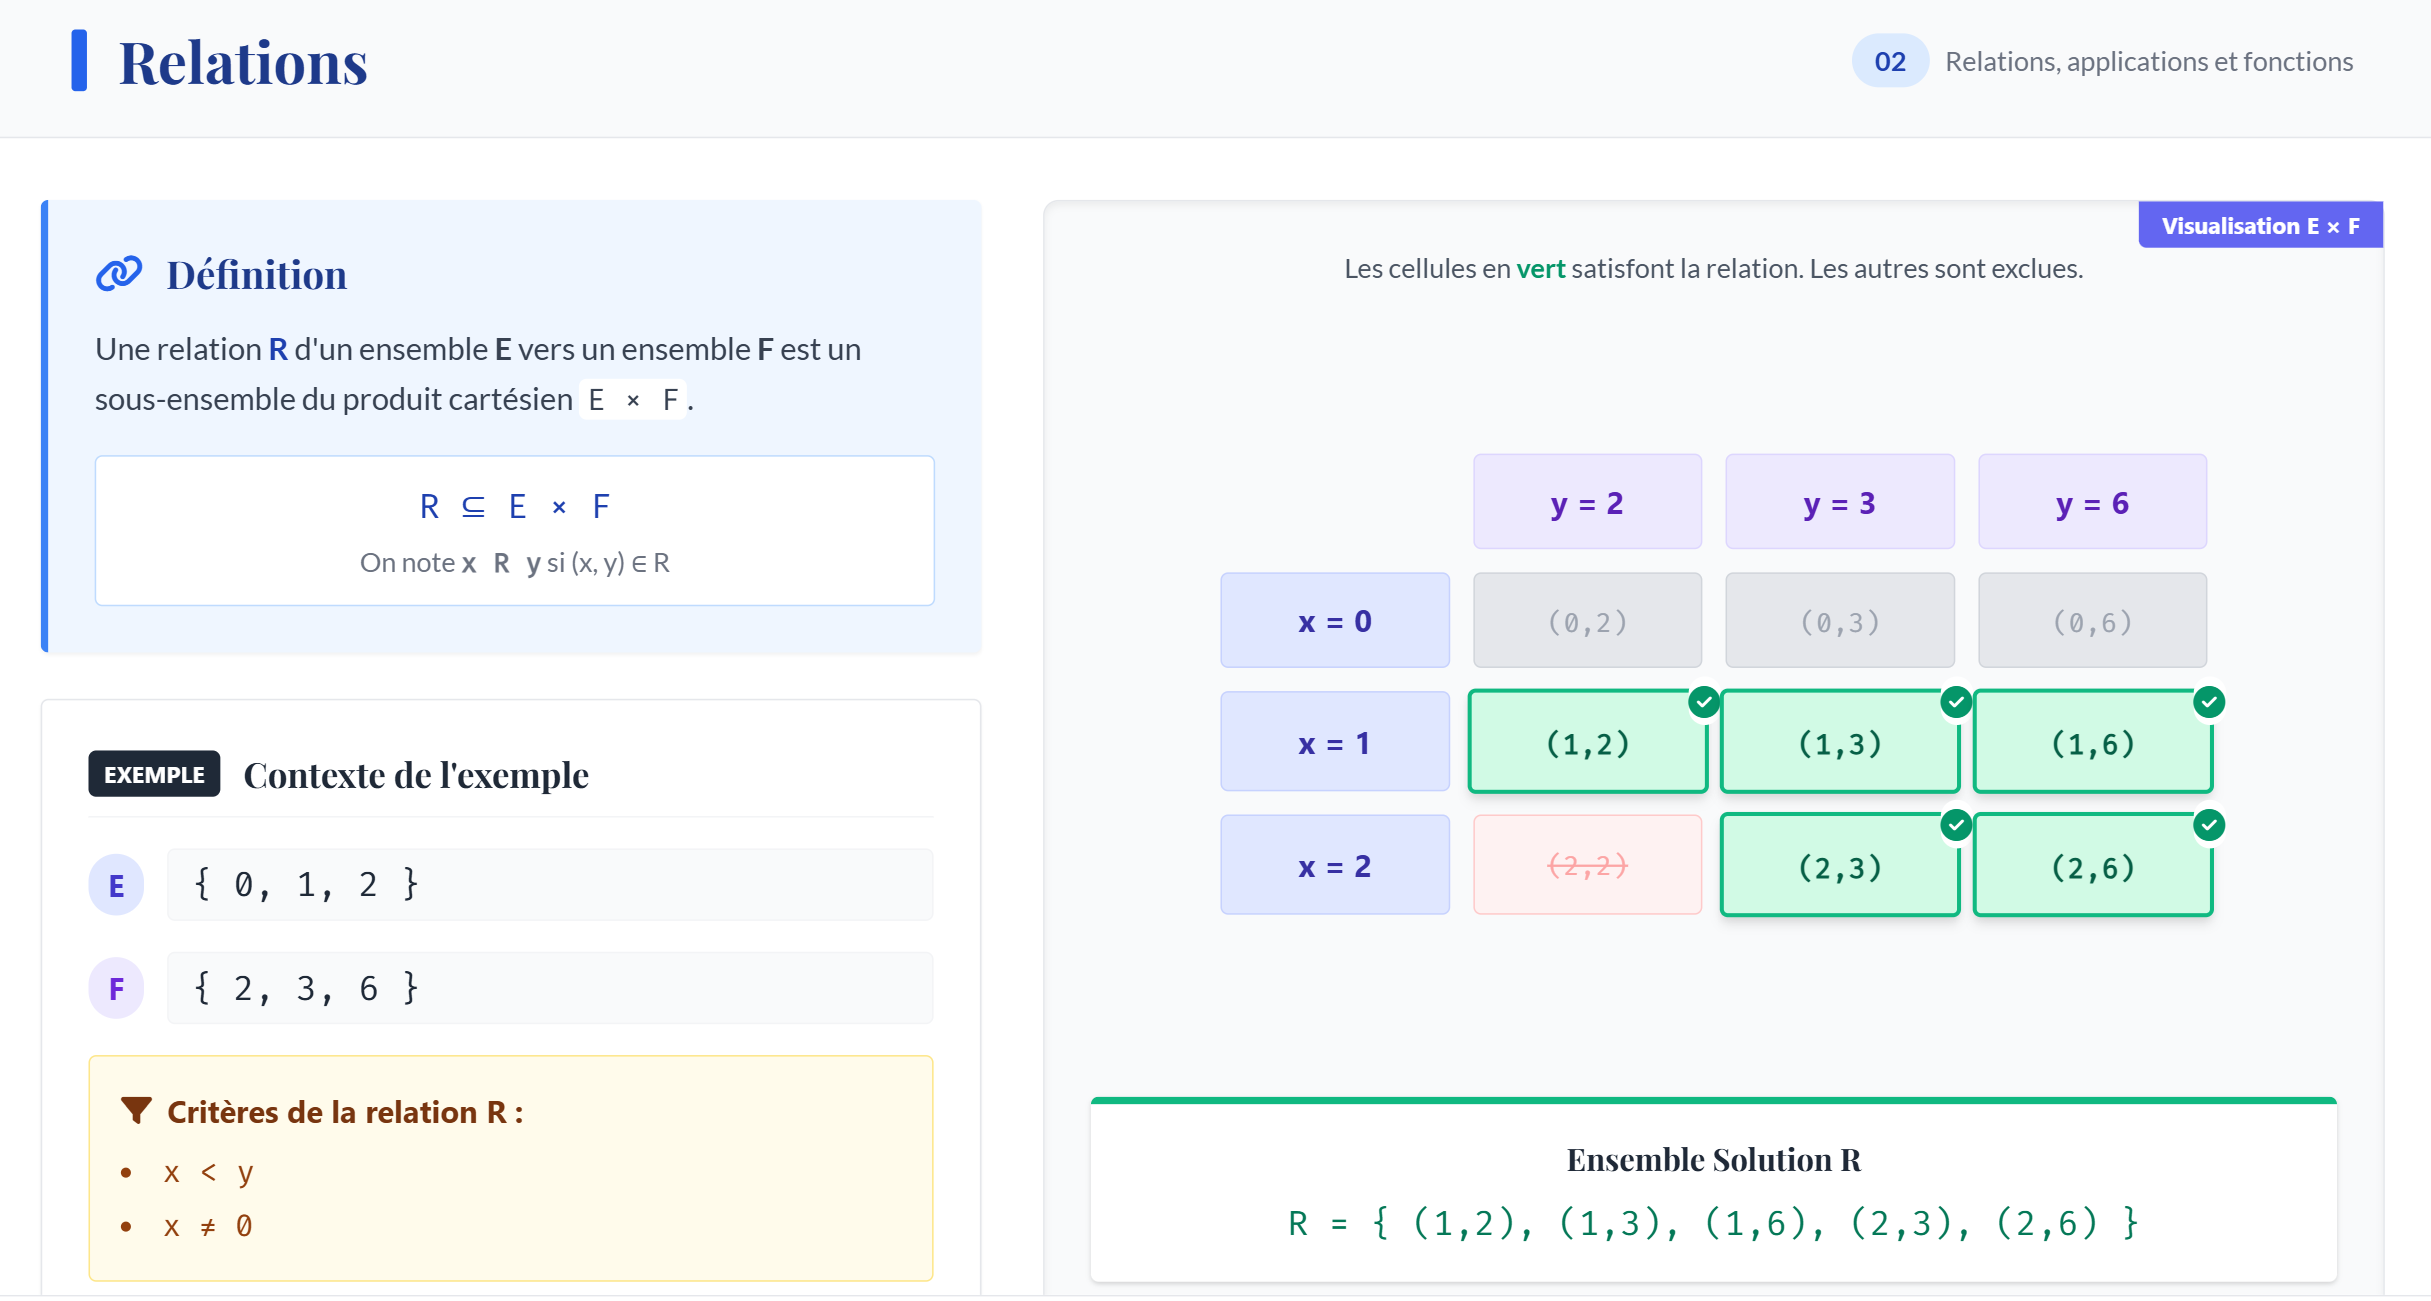 Relations
02 Relations, applications et fonctions
Définition
Une relation R d'un ensemble E vers un ensemble F est un
sous-ensemble du produit cartésien E × F.
R ⊆ E × F
On note x R y si (x, y) ∈ R
EXEMPLE Contexte de l'exemple
E { 0, 1, 2 }
F { 2, 3, 6 }
Critères de la relation R :
• x < y
• x ≠ 0
Visualisation E × F
Les cellules en vert satisfont la relation. Les autres sont exclues.
y = 2 y = 3 y = 6
x = 0 (0,2) (0,3) (0,6)
x = 1 (1,2) (1,3) (1,6)
x = 2 (2,2) (2,3) (2,6)
Ensemble Solution R
R = { (1,2), (1,3), (1,6), (2,3), (2,6) }